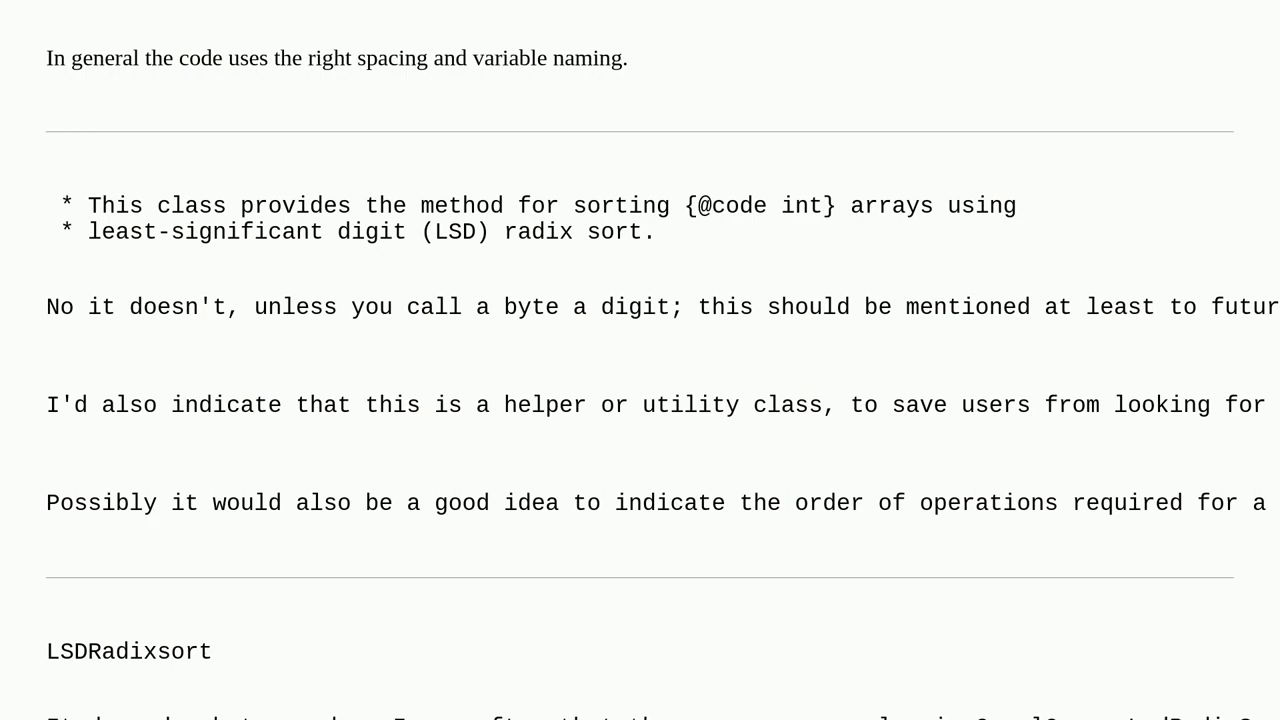 In general the code uses the right spacing and variable naming.
* This class provides the method for sorting {@code int} arrays using
* least-significant digit (LSD) radix sort.
No it doesn't, unless you call a byte a digit; this should be mentioned at least to futur
I'd also indicate that this is a helper or utility class, to save users from looking for
Possibly it would also be a good idea to indicate the order of operations required for a
LSDRadixsort